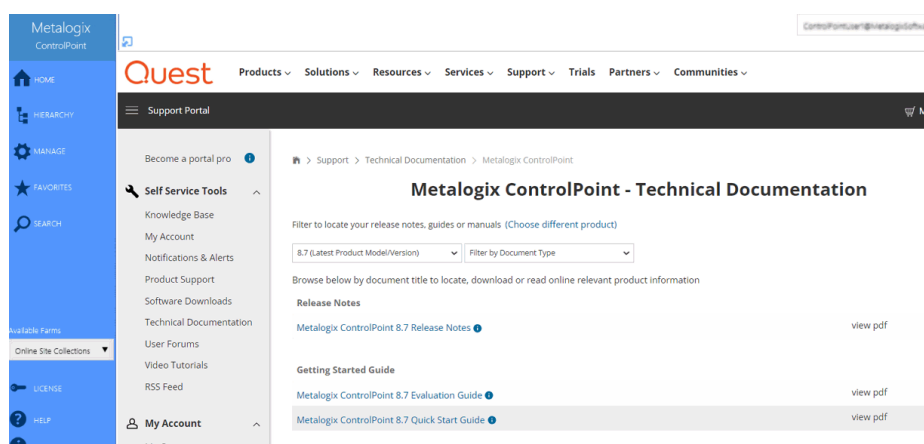 Metalogix
ControlPoint
HOME
HIERARCHY
MANAGE
FAVORITES
SEARCH
Available Farms
Online Site Collections
LICENSE
HELP
Quest
Products Solutions Resources Services Support Trials Partners Communities
Support Portal
Become a portal pro
Self Service Tools
Knowledge Base
My Account
Notifications & Alerts
Product Support
Software Downloads
Technical Documentation
User Forums
Video Tutorials
RSS Feed
My Account
Support > Technical Documentation > Metalogix ControlPoint
Metalogix ControlPoint - Technical Documentation
Filter to locate your release notes, guides or manuals (Choose different product)
8.7 (Latest Product Model/Version) Filter by Document Type
Browse below by document title to locate, download or read online relevant product information
Release Notes
Metalogix ControlPoint 8.7 Release Notes view pdf
Getting Started Guide
Metalogix ControlPoint 8.7 Evaluation Guide view pdf
Metalogix ControlPoint 8.7 Quick Start Guide view pdf